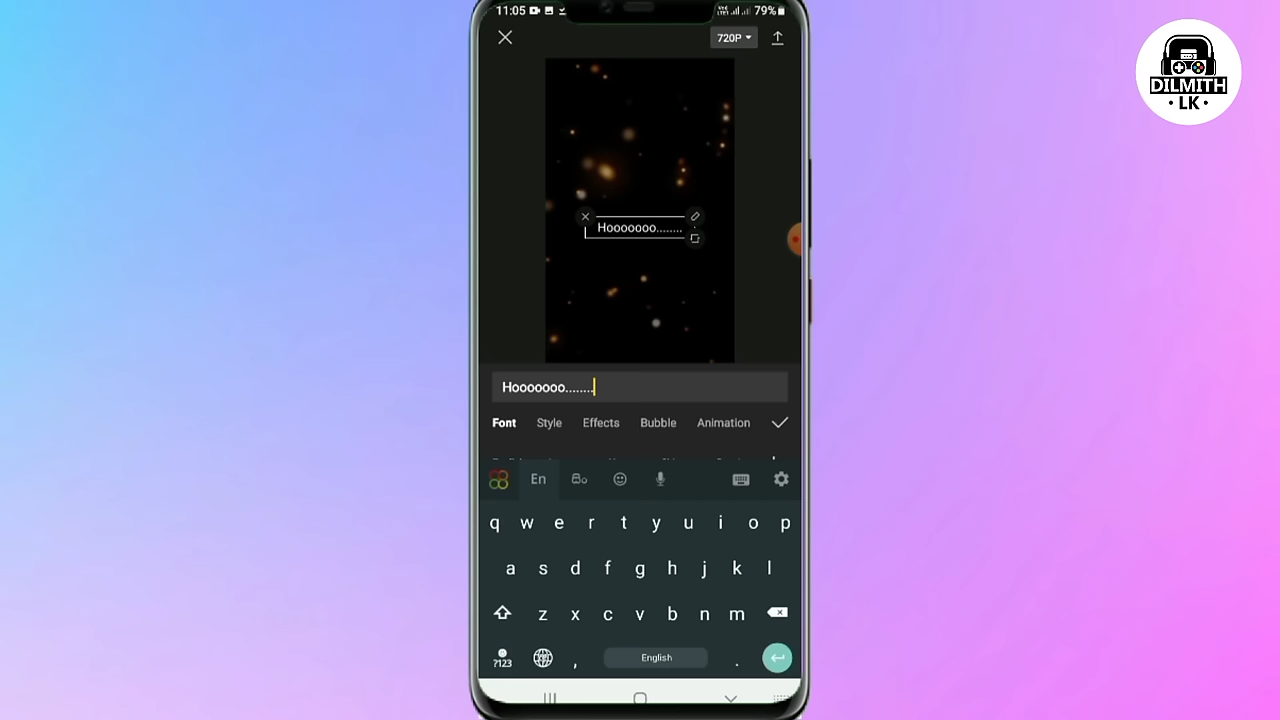 11:05 79%
720P
DILMITH
• LK •
Hooooooo........
Hooooooo........
Font Style Effects Bubble Animation
En
q w e r t y u i o p
a s d f g h j k l
z x c v b n m
?123 , English .